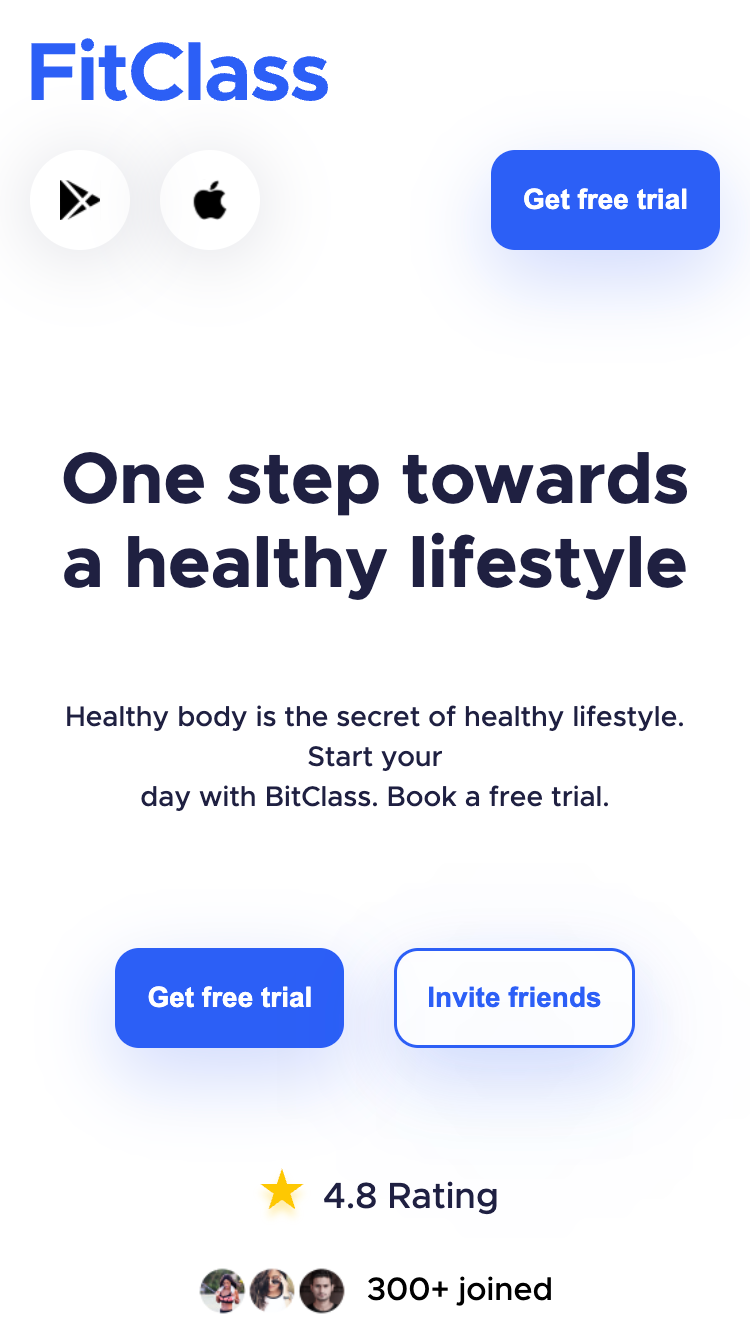 FitClass
Get free trial
One step towards
a healthy lifestyle
Healthy body is the secret of healthy lifestyle.
Start your
day with BitClass. Book a free trial.
Get free trial
Invite friends
4.8 Rating
300+ joined